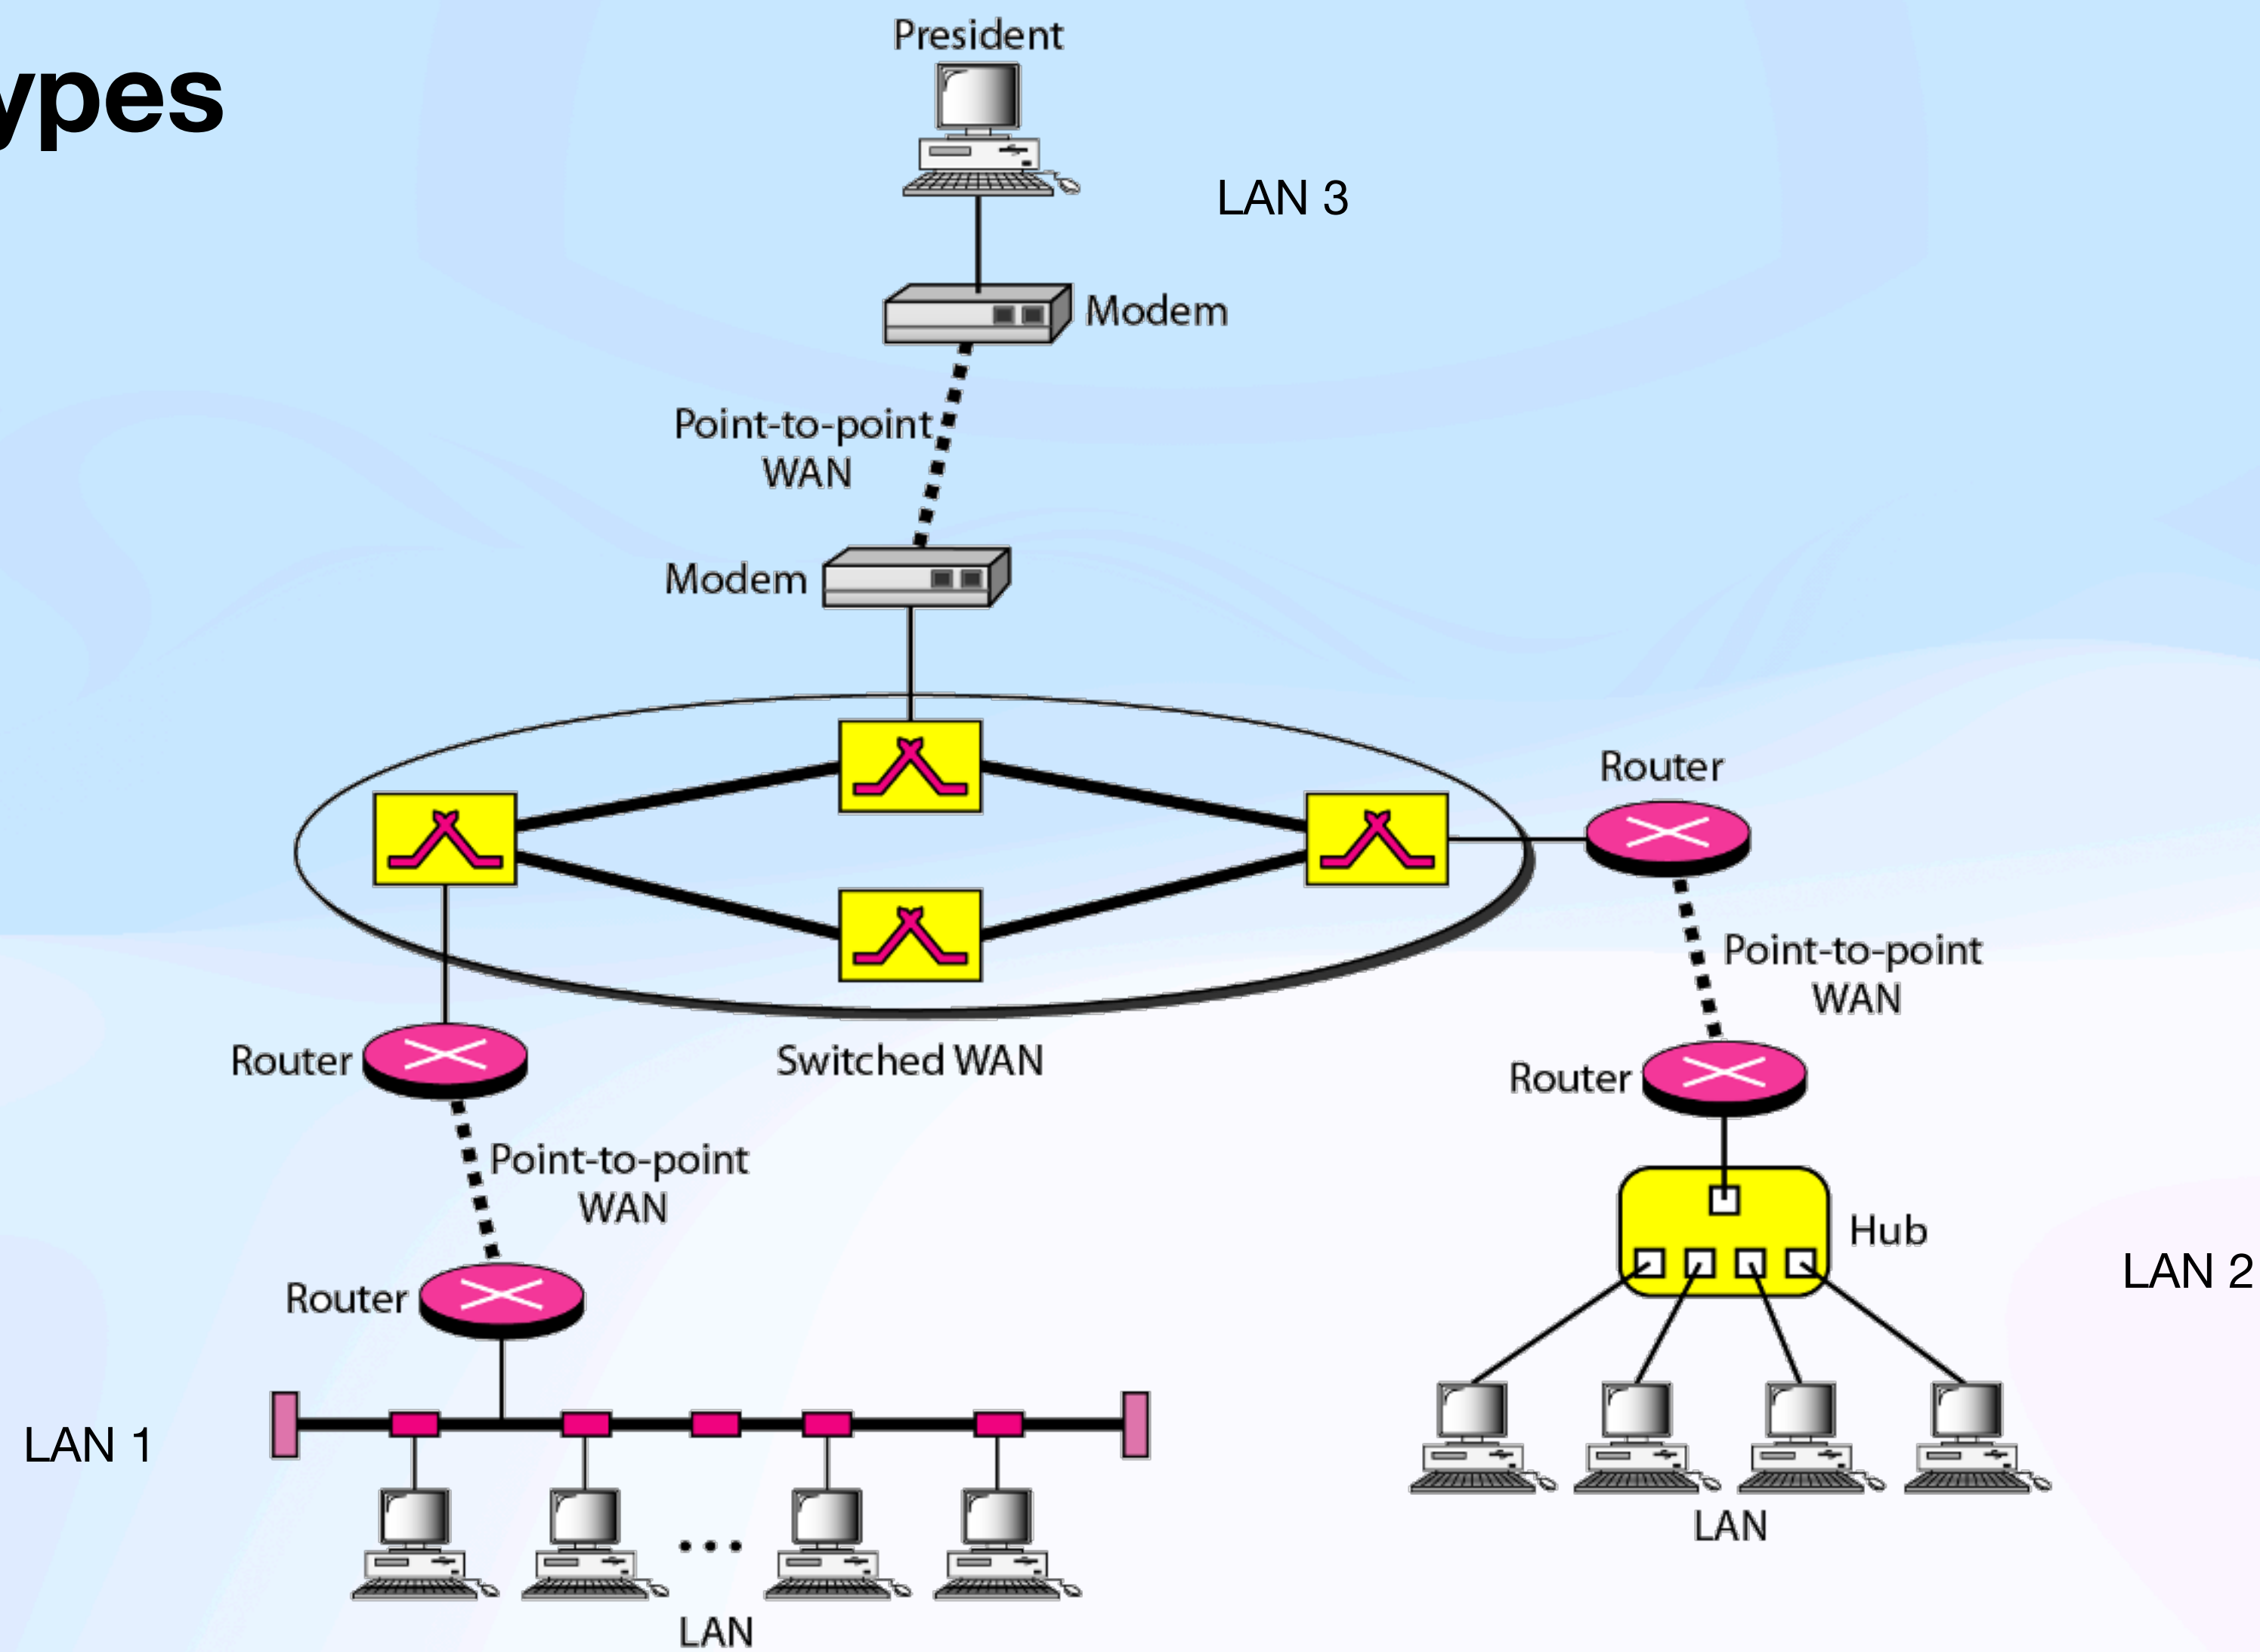 President
ypes
LAN 3
Modem
Point-to-point
WAN
Modem
Router
Point-to-point
WAN
Router
Switched WAN
Router
Point-to-point
WAN
Hub
LAN 2
Router
LAN 1
LAN
LAN